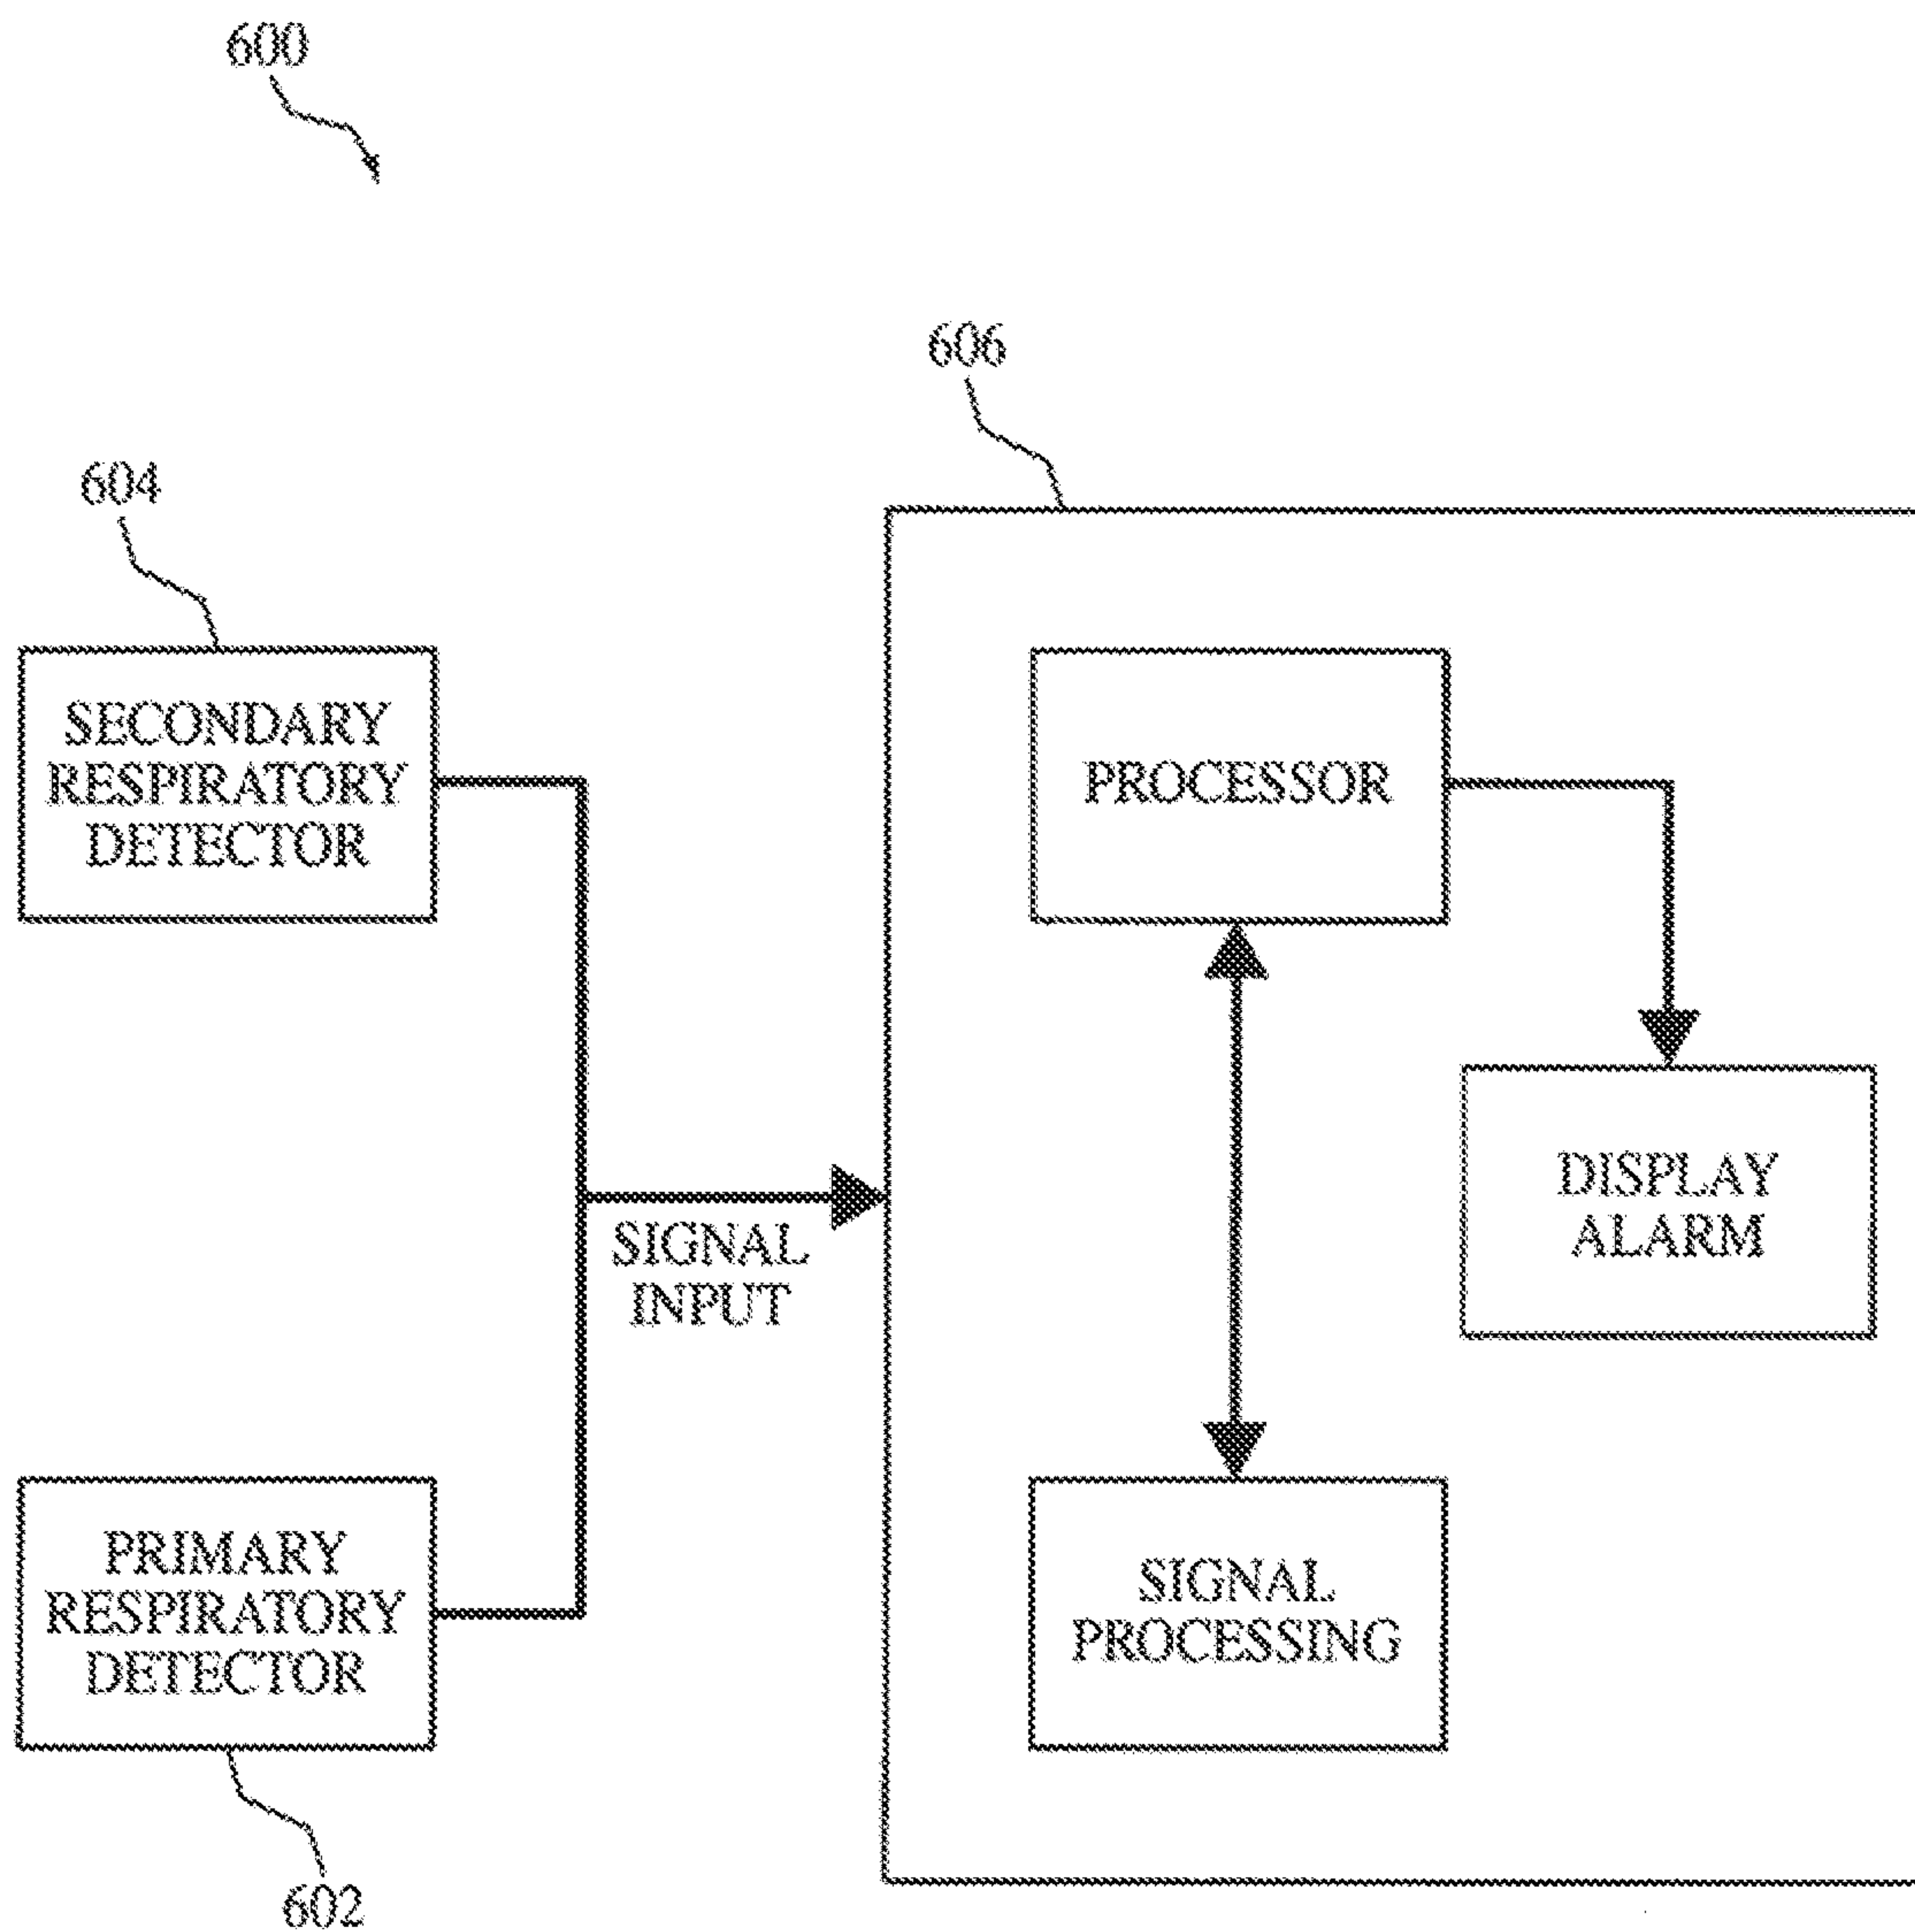 600
606
604
SECONDARY
RESPIRATORY
DETECTOR
PROCESSOR
DISPLAY
ALARM
SIGNAL
INPUT
PRIMARY
RESPIRATORY
DETECTOR
SIGNAL
PROCESSING
602